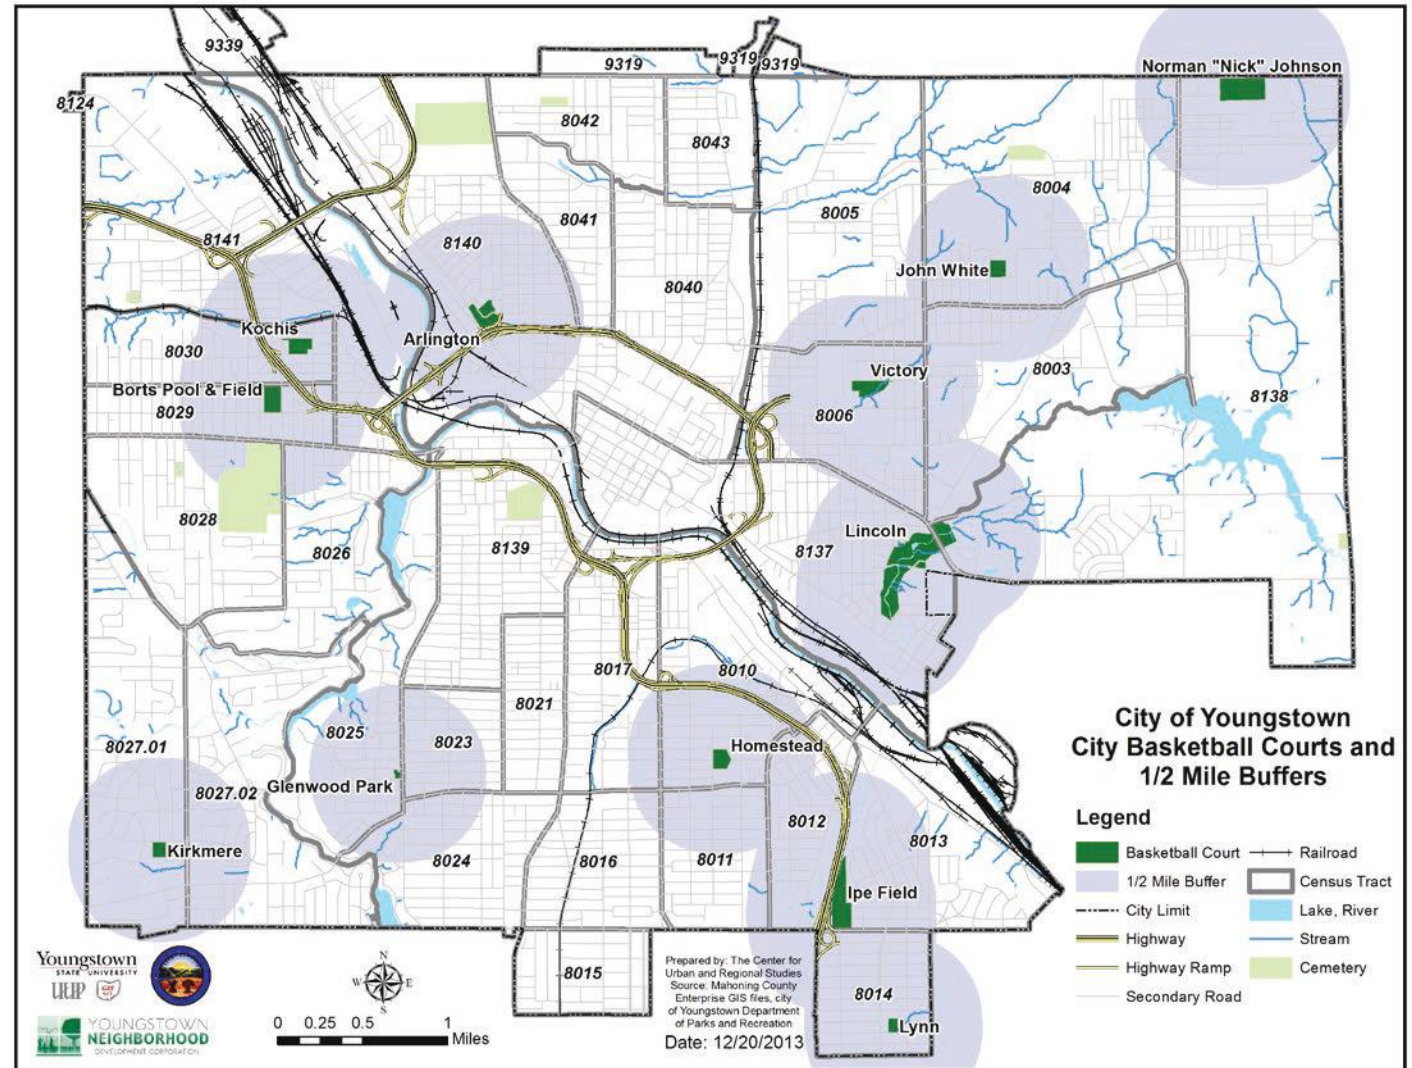 9339
9319
9319
9319
Norman "Nick" Johnson
8124
8042
8043
8004
8005
8041
8140
8141
John White
8040
Kochis
Arlington
8030
Victory
8003
Borts Pool & Field
8029
8006
8138
8028
8026
8139
8137
Lincoln
8017
8010
8021
8025
8023
8027.01
Homestead
8027.02
Glenwood Park
8012
8013
Kirkmere
8024
8016
8011
Ipe Field
8015
8014
Lynn
City of Youngstown
City Basketball Courts and
1/2 Mile Buffers
Legend
Basketball Court
1/2 Mile Buffer
City Limit
Highway
Highway Ramp
Secondary Road
Railroad
Census Tract
Lake, River
Stream
Cemetery
Youngstown
STATE UNIVERSITY
YOUNGSTOWN
NEIGHBORHOOD
DEVELOPMENT CORPORATION
N
W E
S
0 0.25 0.5 1
Miles
Prepared by: The Center for
Urban and Regional Studies
Source: Mahoning County
Enterprise GIS files, city
of Youngstown Department
of Parks and Recreation
Date: 12/20/2013